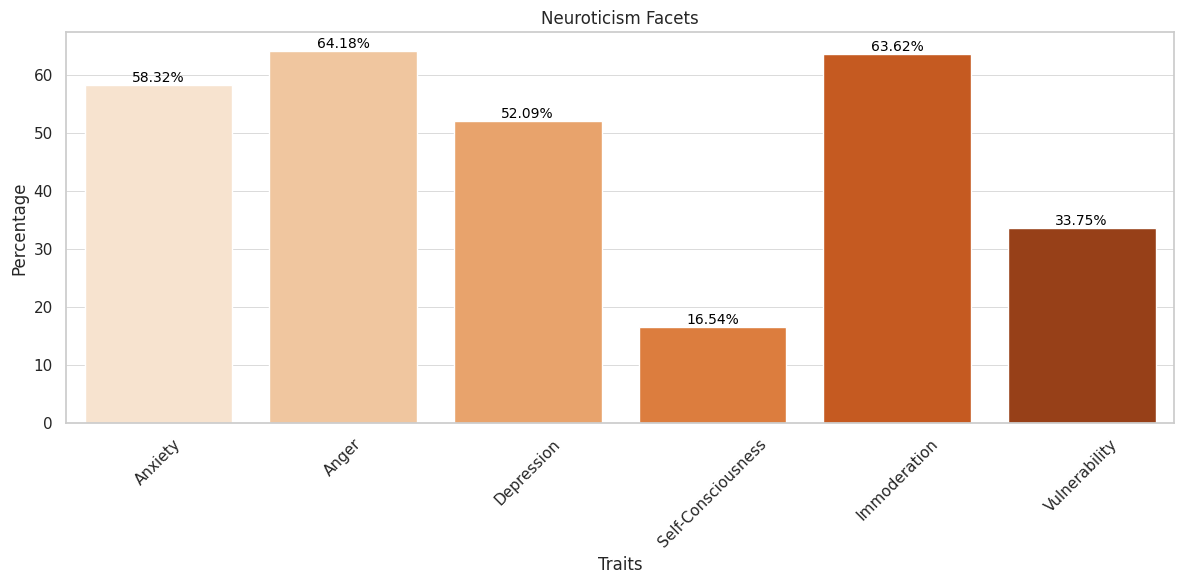 Neuroticism Facets
64.18%
63.62%
58.32%
52.09%
33.75%
16.54%
60
50
40
30
20
10
0
Percentage
Anxiety
Anger
Depression
Self-Consciousness
Immoderation
Vulnerability
Traits